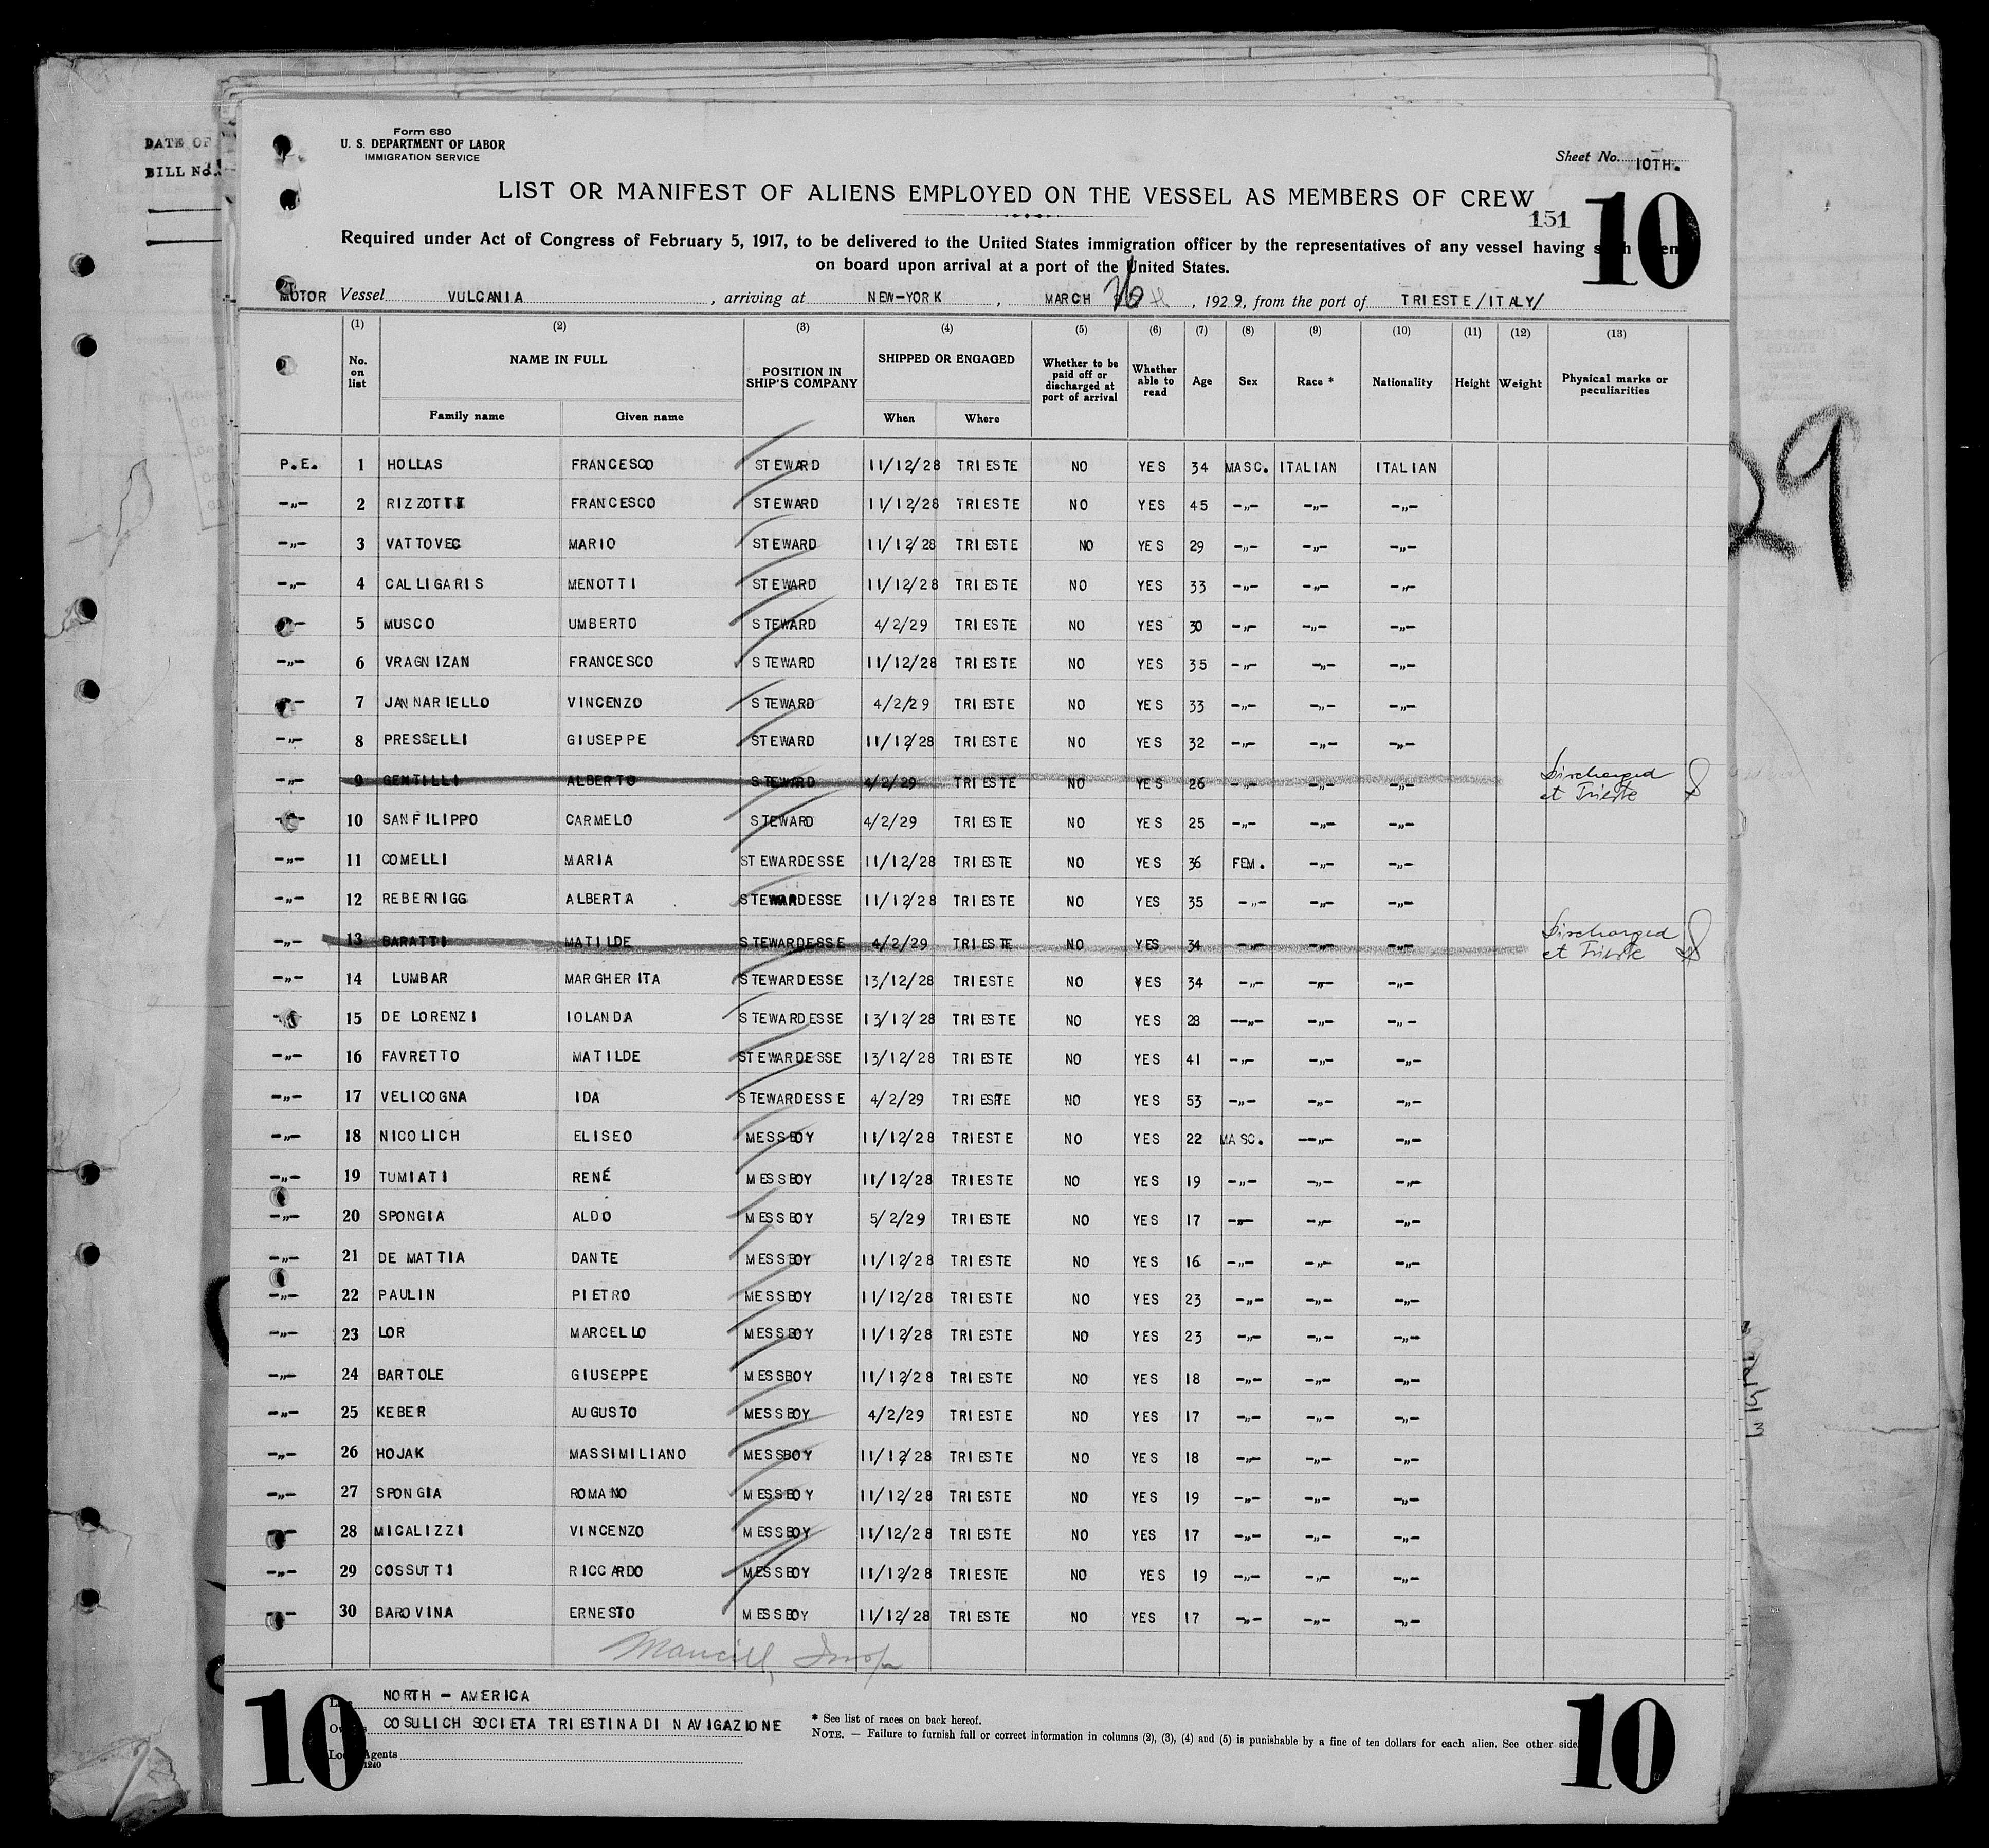 DATE OF
BILL No.
Form 680
U. S. DEPARTMENT OF LABOR
IMMIGRATION SERVICE
Sheet No. 10TH.
LIST OR MANIFEST OF ALIENS EMPLOYED ON THE VESSEL AS MEMBERS OF CREW
151
10
Required under Act of Congress of February 5, 1917, to be delivered to the United States immigration officer by the representatives of any vessel having such
on board upon arrival at a port of the United States.
MOTOR Vessel VULCANIA, arriving at NEW-YORK, MARCH, 1929, from the port of TRIESTE/ITALY/
(1) (2) (3) (4) (5) (6) (7) (8) (9) (10) (11) (12) (13)
No. on list NAME IN FULL POSITION IN SHIP'S COMPANY SHIPPED OR ENGAGED Whether to be paid off or discharged at port of arrival Whether able to read Age Sex Race * Nationality Height Weight Physical marks or peculiarities
Family name Given name When Where
P.E. 1 HOLLAS FRANCESCO STEWARD 11/12/28 TRIESTE NO YES 34 MASC. ITALIAN ITALIAN
-„- 2 RIZZOTTI FRANCESCO STEWARD 11/12/28 TRIESTE NO YES 45 -„- -„- -„-
-„- 3 VATTOVEC MARIO STEWARD 11/12/28 TRIESTE NO YES 29 -„- -„- -„-
-„- 4 CALLIGARIS MENOTTI STEWARD 11/12/28 TRIESTE NO YES 33 -„- -„- -„-
-„- 5 MUSCO UMBERTO STEWARD 4/2/29 TRIESTE NO YES 30 -„- -„- -„-
-„- 6 VRAGNIZAN FRANCESCO STEWARD 11/12/28 TRIESTE NO YES 35 -„- -„- -„-
-„- 7 JANNARIELLO VINCENZO STEWARD 4/2/29 TRIESTE NO YES 33 -„- -„- -„-
-„- 8 PRESSELLI GIUSEPPE STEWARD 11/12/28 TRIESTE NO YES 32 -„- -„- -„-
-„- 9 GENTILLI ALBERTO STEWARD 4/2/29 TRIESTE NO YES 26 -„- -„- -„- Discharged at Trieste
-„- 10 SANFILIPPO CARMELO STEWARD 4/2/29 TRIESTE NO YES 25 -„- -„- -„-
-„- 11 COMELLI MARIA STEWARDESSE 11/12/28 TRIESTE NO YES 36 FEM. -„- -„-
-„- 12 REBERNIGG ALBERTA STEWARDESSE 11/12/28 TRIESTE NO YES 35 -„- -„- -„-
-„- 13 BARATTI MATILDE STEWARDESSE 4/2/29 TRIESTE NO YES 34 -„- -„- -„- Discharged at Trieste
-„- 14 LUMBAR MARGHERITA STEWARDESSE 13/12/28 TRIESTE NO YES 34 -„- -„- -„-
-„- 15 DE LORENZI IOLANDA STEWARDESSE 13/12/28 TRIESTE NO YES 28 -„- -„- -„-
-„- 16 FAVRETTO MATILDE STEWARDESSE 13/12/28 TRIESTE NO YES 41 -„- -„- -„-
-„- 17 VELICOGNA IDA STEWARDESSE 4/2/29 TRIESTE NO YES 53 -„- -„- -„-
-„- 18 NICOLICH ELISEO MESSBOY 11/12/28 TRIESTE NO YES 22 MASC. -„- -„-
-„- 19 TUMIATI RENÉ MESSBOY 11/12/28 TRIESTE NO YES 19 -„- -„- -„-
-„- 20 SPONGIA ALDO MESSBOY 5/2/29 TRIESTE NO YES 17 -„- -„- -„-
-„- 21 DE MATTIA DANTE MESSBOY 11/12/28 TRIESTE NO YES 16 -„- -„- -„-
-„- 22 PAULIN PIETRO MESSBOY 11/12/28 TRIESTE NO YES 23 -„- -„- -„-
-„- 23 LOR MARCELLO MESSBOY 11/12/28 TRIESTE NO YES 23 -„- -„- -„-
-„- 24 BARTOLE GIUSEPPE MESSBOY 11/12/28 TRIESTE NO YES 18 -„- -„- -„-
-„- 25 KEBER AUGUSTO MESSBOY 4/2/29 TRIESTE NO YES 17 -„- -„- -„-
-„- 26 HOJAK MASSIMILIANO MESSBOY 11/12/28 TRIESTE NO YES 18 -„- -„- -„-
-„- 27 SPONGIA ROMANO MESSBOY 11/12/28 TRIESTE NO YES 19 -„- -„- -„-
-„- 28 MICALIZZI VINCENZO MESSBOY 11/12/28 TRIESTE NO YES 17 -„- -„- -„-
-„- 29 COSSUTTI RICCARDO MESSBOY 11/12/28 TRIESTE NO YES 19 -„- -„- -„-
-„- 30 BAROVINA ERNESTO MESSBOY 11/12/28 TRIESTE NO YES 17 -„- -„- -„-
NORTH - AMERICA
COSULICH SOCIETA TRIESTINA DI NAVIGAZIONE
Agents
1240
* See list of races on back hereof.
NOTE. — Failure to furnish full or correct information in columns (2), (3), (4) and (5) is punishable by a fine of ten dollars for each alien. See other side.
10
10
29